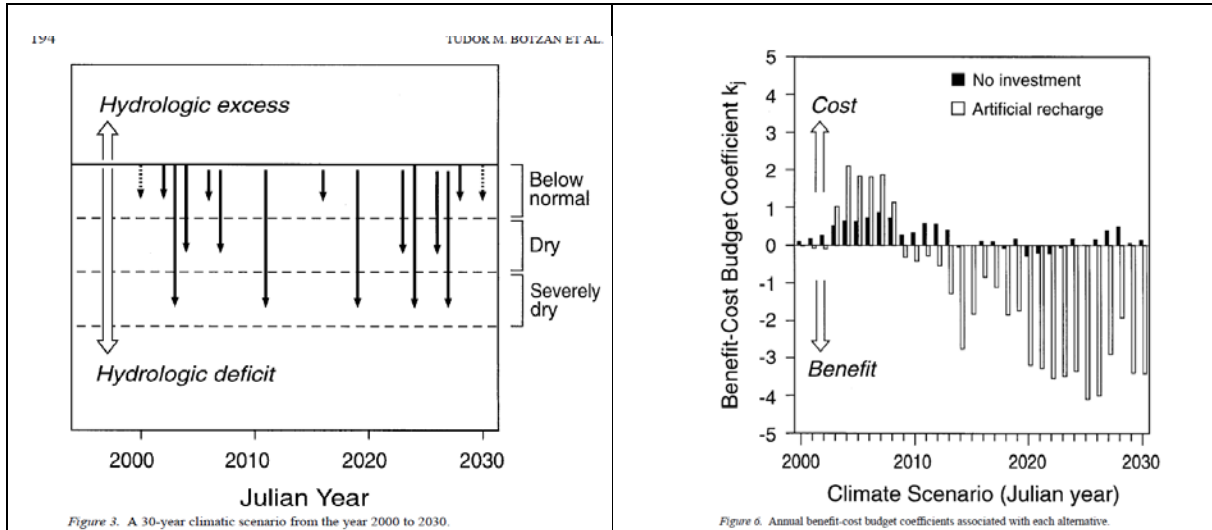 194
TUDOR M. BOTZAN ET AL.
Hydrologic excess
Below
normal
Dry
Severely
dry
Hydrologic deficit
2000
2010
2020
2030
Julian Year
Figure 3. A 30-year climatic scenario from the year 2000 to 2030.
5
4
3
2
1
0
-1
-2
-3
-4
-5
Benefit-Cost Budget Coefficient kj
No investment
Artificial recharge
Cost
Benefit
2000
2010
2020
2030
Climate Scenario (Julian year)
Figure 6. Annual benefit-cost budget coefficients associated with each alternative.